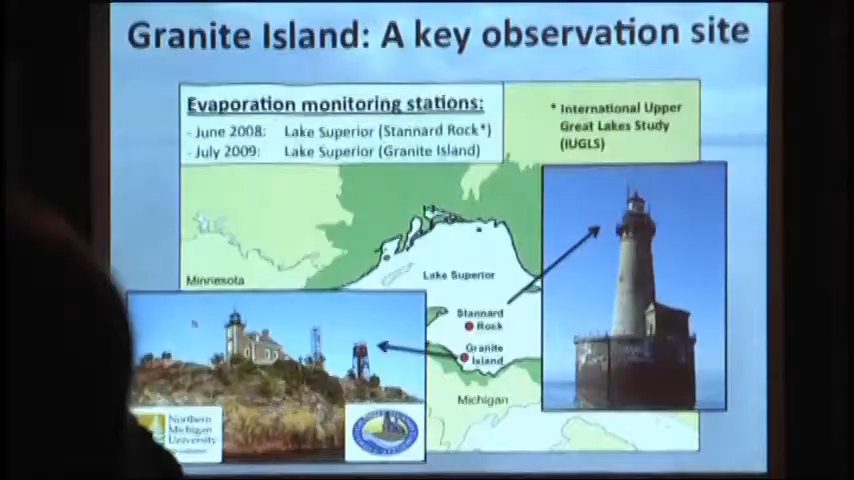 Granite Island: A key observation site
Evaporation monitoring stations:
- June 2008: Lake Superior (Stannard Rock*)
- July 2009: Lake Superior (Granite Island)
* International Upper
Great Lakes Study
(IUGLS)
Minnesota
Lake Superior
Stannard
Rock
Granite
Island
Michigan
Northern
Michigan
University